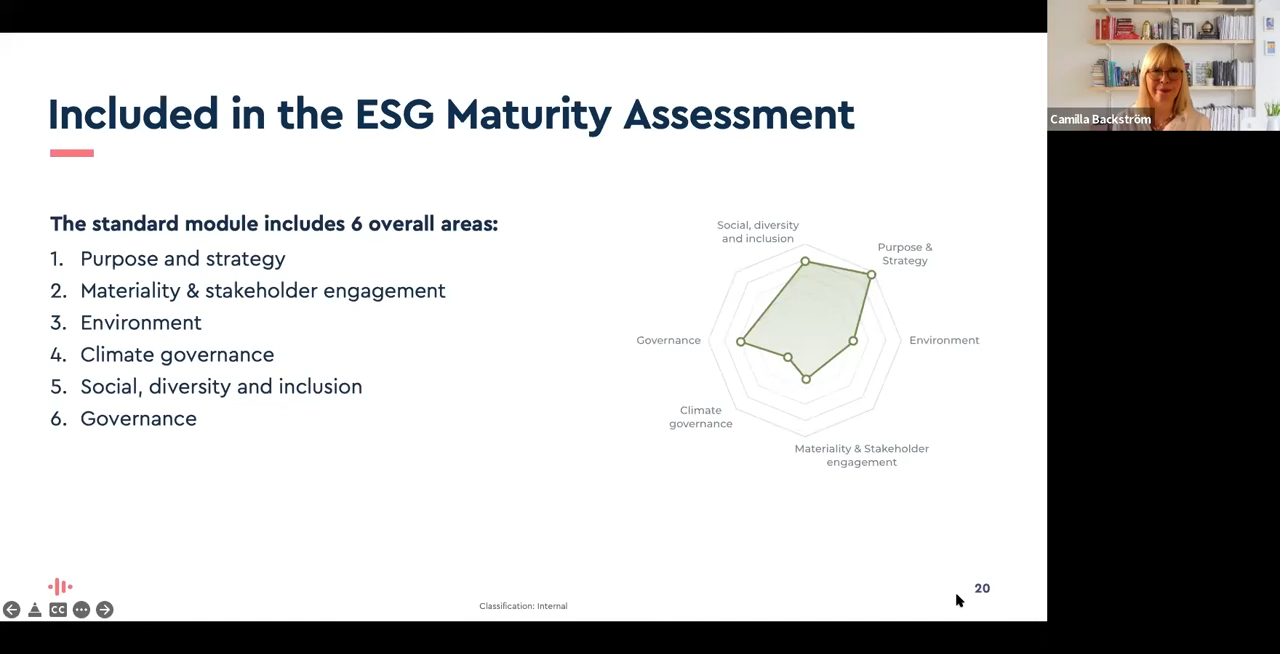 Included in the ESG Maturity Assessment
Camilla Backström
The standard module includes 6 overall areas:
1. Purpose and strategy
2. Materiality & stakeholder engagement
3. Environment
4. Climate governance
5. Social, diversity and inclusion
6. Governance
Social, diversity
and inclusion
Purpose &
Strategy
Governance
Environment
Climate
governance
Materiality & Stakeholder
engagement
20
CC
Classification: Internal